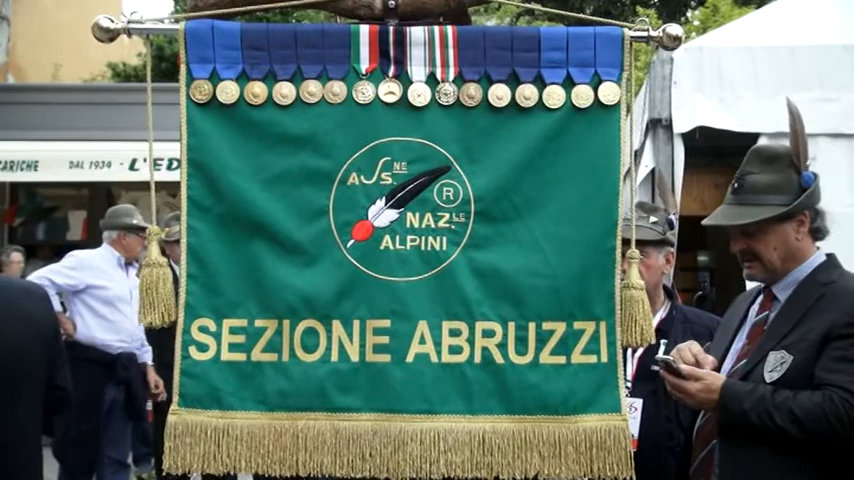 CARICHE DAL 1934 - L'ED
A S.NE
R
NAZ.LE
ALPINI
SEZIONE ABRUZZI